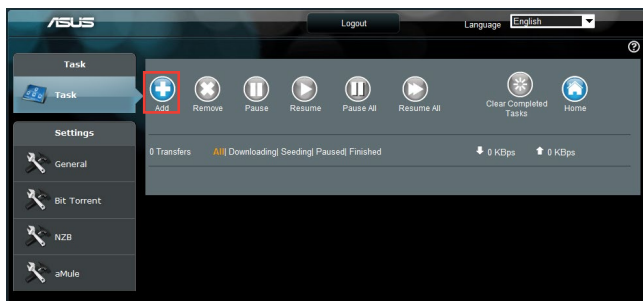 ASUS
Logout
Language English
Task
Task
Add Remove Pause Resume Pause All Resume All Clear Completed Tasks Home
Settings
0 Transfers All| Downloading| Seeding| Paused| Finished 0 KBps 0 KBps
General
Bit Torrent
NZB
aMule